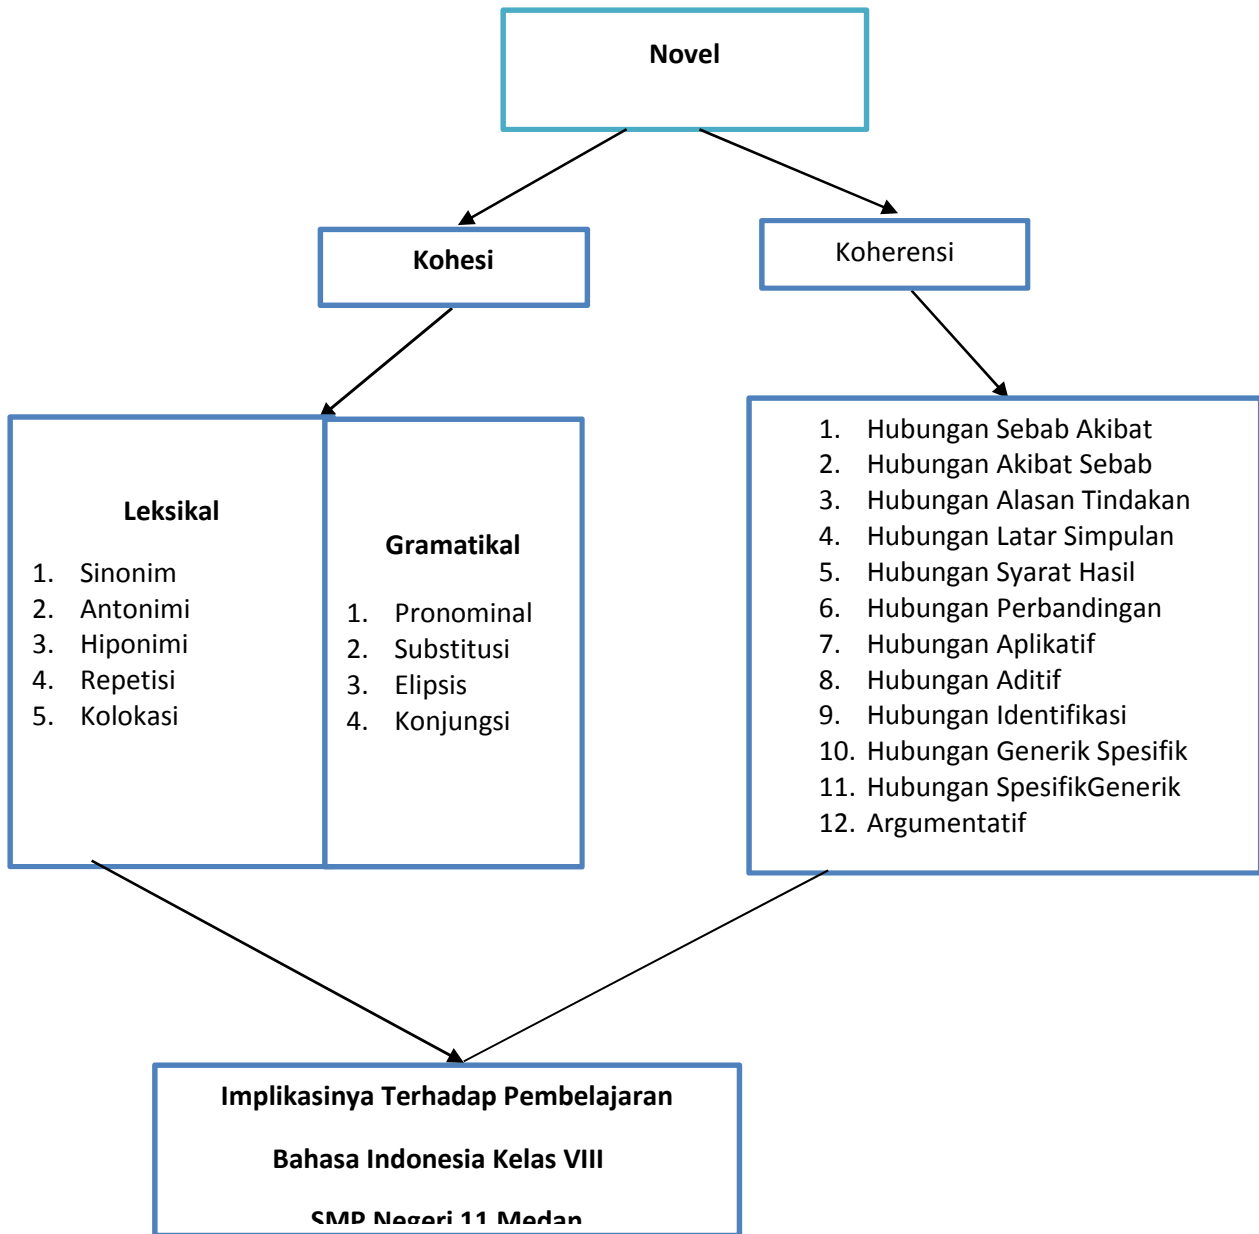 Novel
Kohesi
Koherensi
Leksikal
1. Sinonim
2. Antonimi
3. Hiponimi
4. Repetisi
5. Kolokasi
Gramatikal
1. Pronominal
2. Substitusi
3. Elipsis
4. Konjungsi
1. Hubungan Sebab Akibat
2. Hubungan Akibat Sebab
3. Hubungan Alasan Tindakan
4. Hubungan Latar Simpulan
5. Hubungan Syarat Hasil
6. Hubungan Perbandingan
7. Hubungan Aplikatif
8. Hubungan Aditif
9. Hubungan Identifikasi
10. Hubungan Generik Spesifik
11. Hubungan SpesifikGenerik
12. Argumentatif
Implikasinya Terhadap Pembelajaran
Bahasa Indonesia Kelas VIII
SMP Negeri 11 Medan